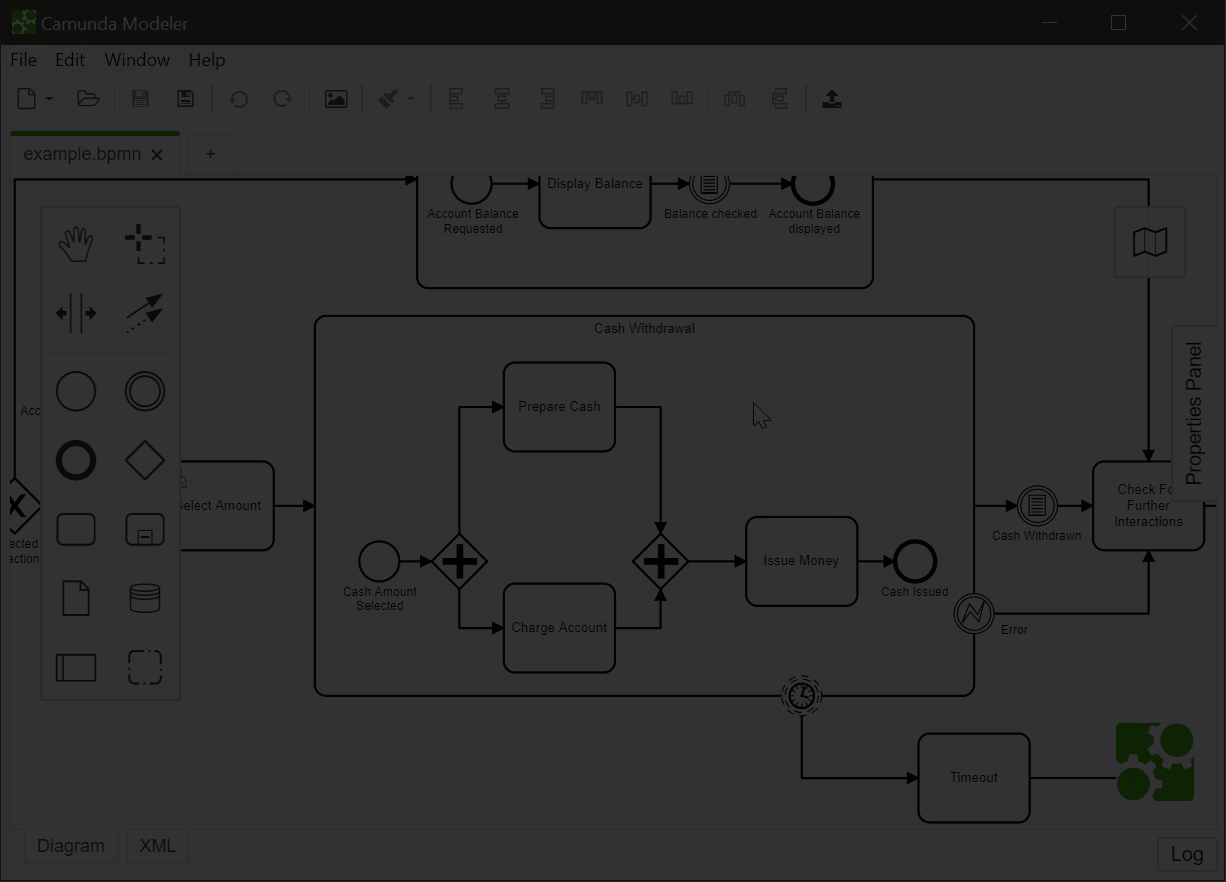 Camunda Modeler
File Edit Window Help
example.bpmn
+
Display Balance
Account Balance
Requested
Balance checked
Account Balance
displayed
Cash Withdrawal
Prepare Cash
Properties Panel
Acc
elect Amount
Check Fo
Further
Interactions
Cash Withdrawn
ected
action
Issue Money
Cash Amount
Selected
Cash Issued
Charge Account
Error
Timeout
Diagram
XML
Log